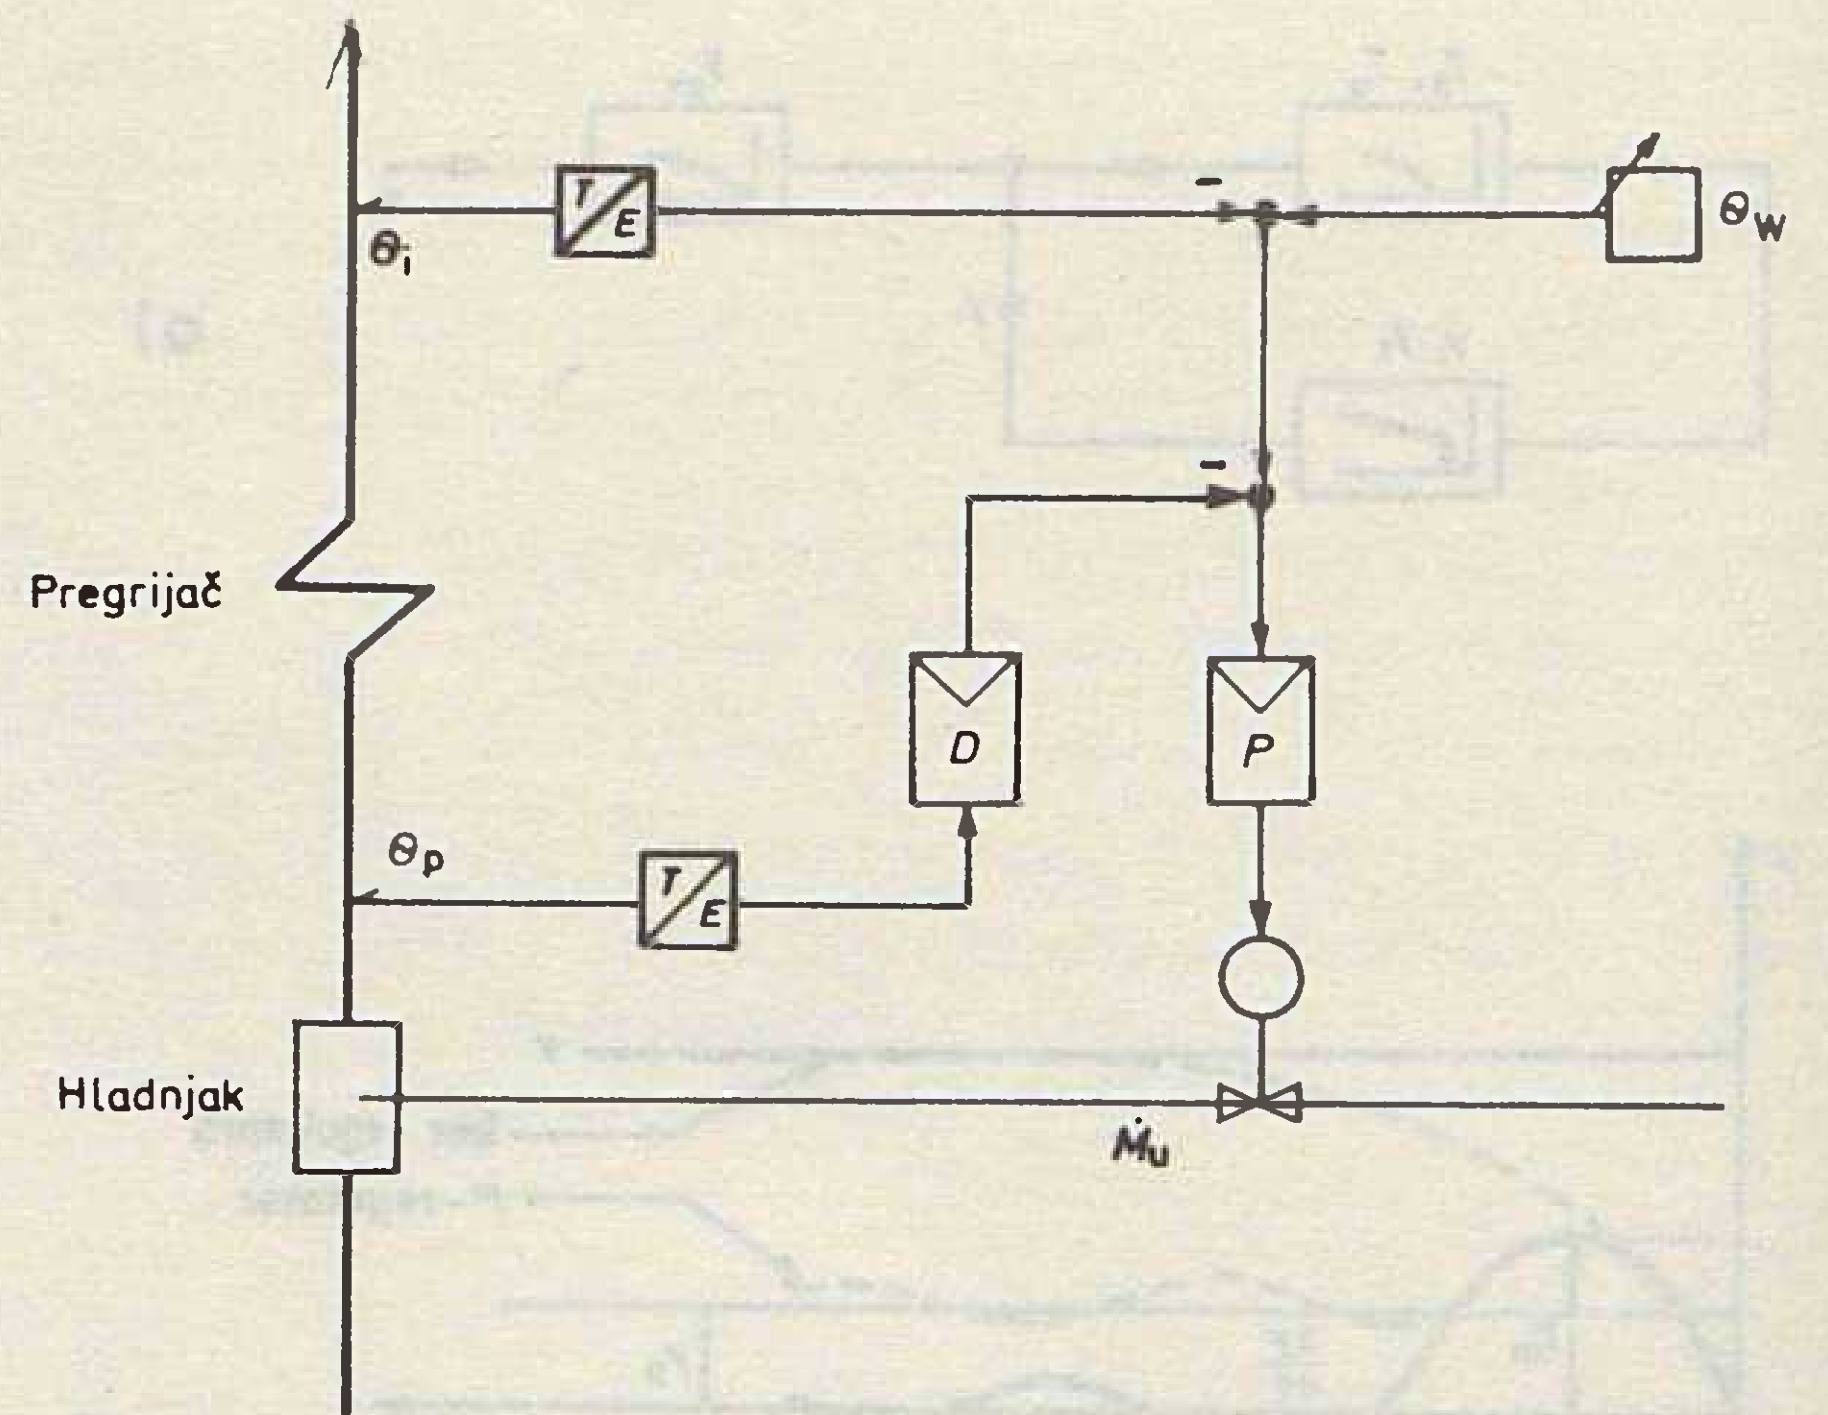 T/E
-
Θi
ΘW
-
Pregrijač
D
P
Θp
T/E
Hladnjak
Ṁu